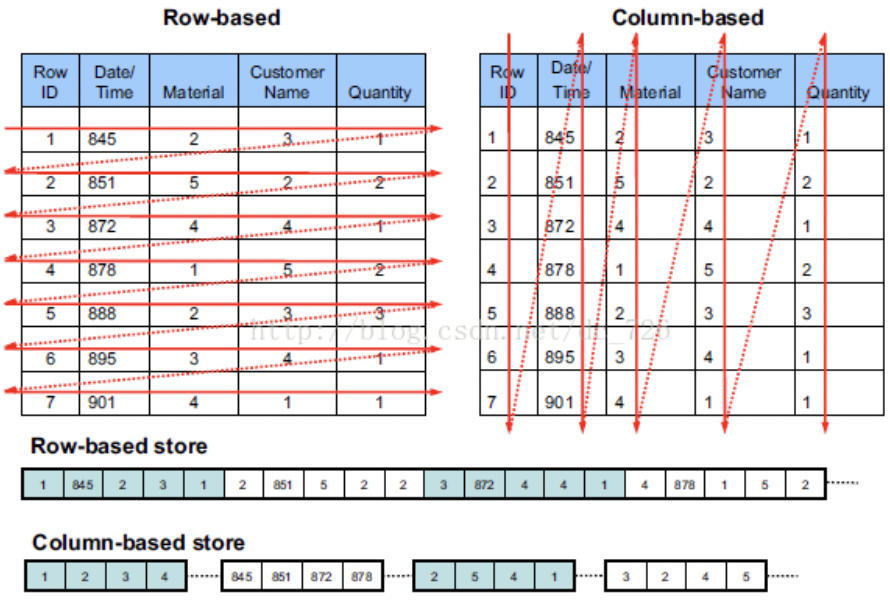 Row-based
Row ID Date/ Time Material Customer Name Quantity
1 845 2 3 1
2 851 5 2 2
3 872 4 4 1
4 878 1 5 2
5 888 2 3 3
6 895 3 4 1
7 901 4 1 1
Column-based
Row ID Date/ Time Material Customer Name Quantity
1 845 2 3 1
2 851 5 2 2
3 872 4 4 1
4 878 1 5 2
5 888 2 3 3
6 895 3 4 1
7 901 4 1 1
Row-based store
1 845 2 3 1 2 851 5 2 2 3 872 4 4 1 4 878 1 5 2
Column-based store
1 2 3 4 845 851 872 878 2 5 4 1 3 2 4 5